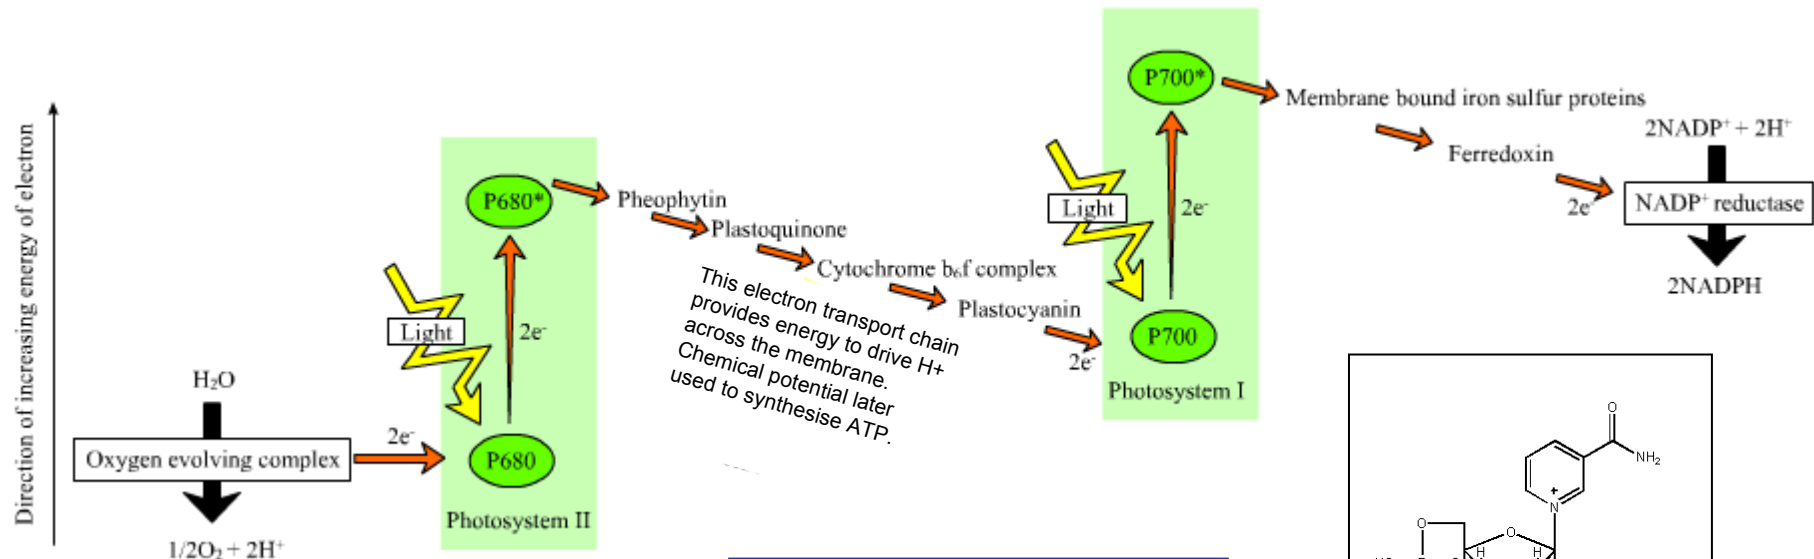 Direction of increasing energy of electron
H₂O
Oxygen evolving complex
1/2O₂ + 2H⁺
2e⁻
Light
P680*
2e⁻
P680
Photosystem II
Pheophytin
Plastoquinone
Cytochrome b₆f complex
Plastocyanin
2e⁻
This electron transport chain
provides energy to drive H+
across the membrane.
Chemical potential later
used to synthesise ATP.
P700*
Light
2e⁻
P700
Photosystem I
Membrane bound iron sulfur proteins
Ferredoxin
2e⁻
2NADP⁺ + 2H⁺
NADP⁺ reductase
2NADPH
O
NH₂
+
N
O
O
H
H